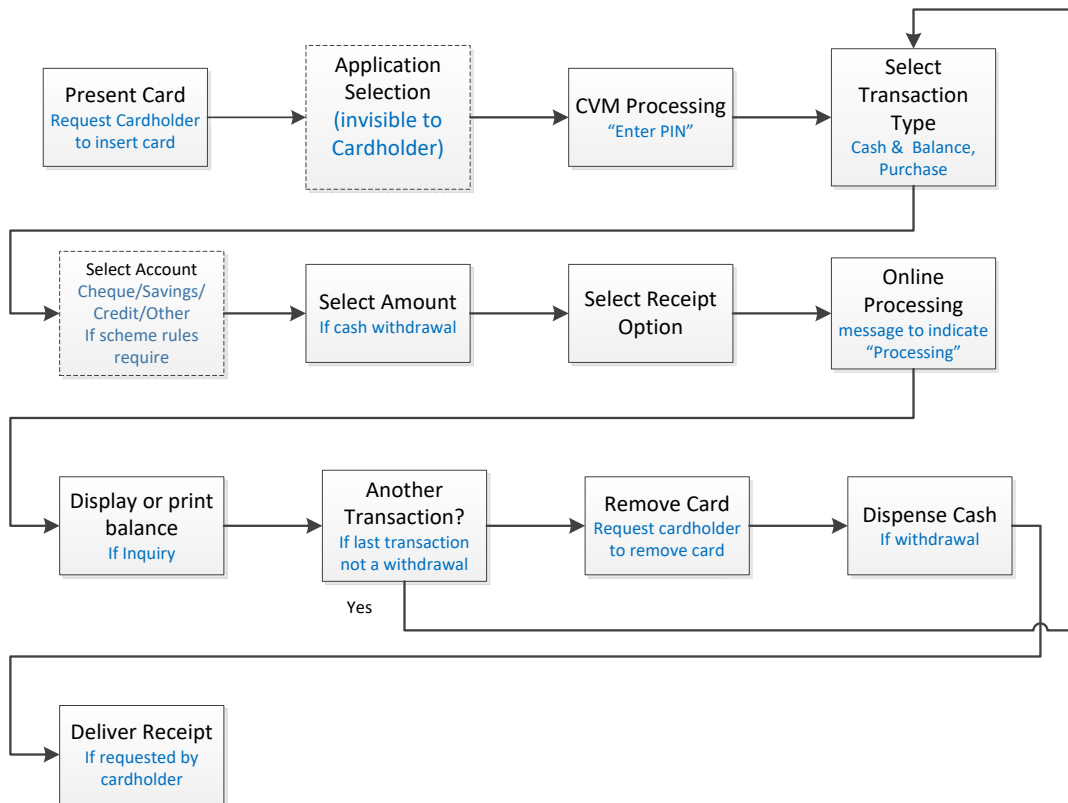 Present Card
Request Cardholder
to insert card
Application
Selection
(invisible to
Cardholder)
CVM Processing
“Enter PIN”
Select
Transaction
Type
Cash &  Balance,
Purchase
Select Account
Cheque/Savings/
Credit/Other
If scheme rules
require
Select Amount
If cash withdrawal
Select Receipt
Option
Online
Processing
message to indicate
“Processing”
Display or print
balance
If Inquiry
Another
Transaction?
If last transaction
not a withdrawal
Remove Card
Request cardholder
to remove card
Dispense Cash
If withdrawal
Yes
Deliver Receipt
If requested by
cardholder